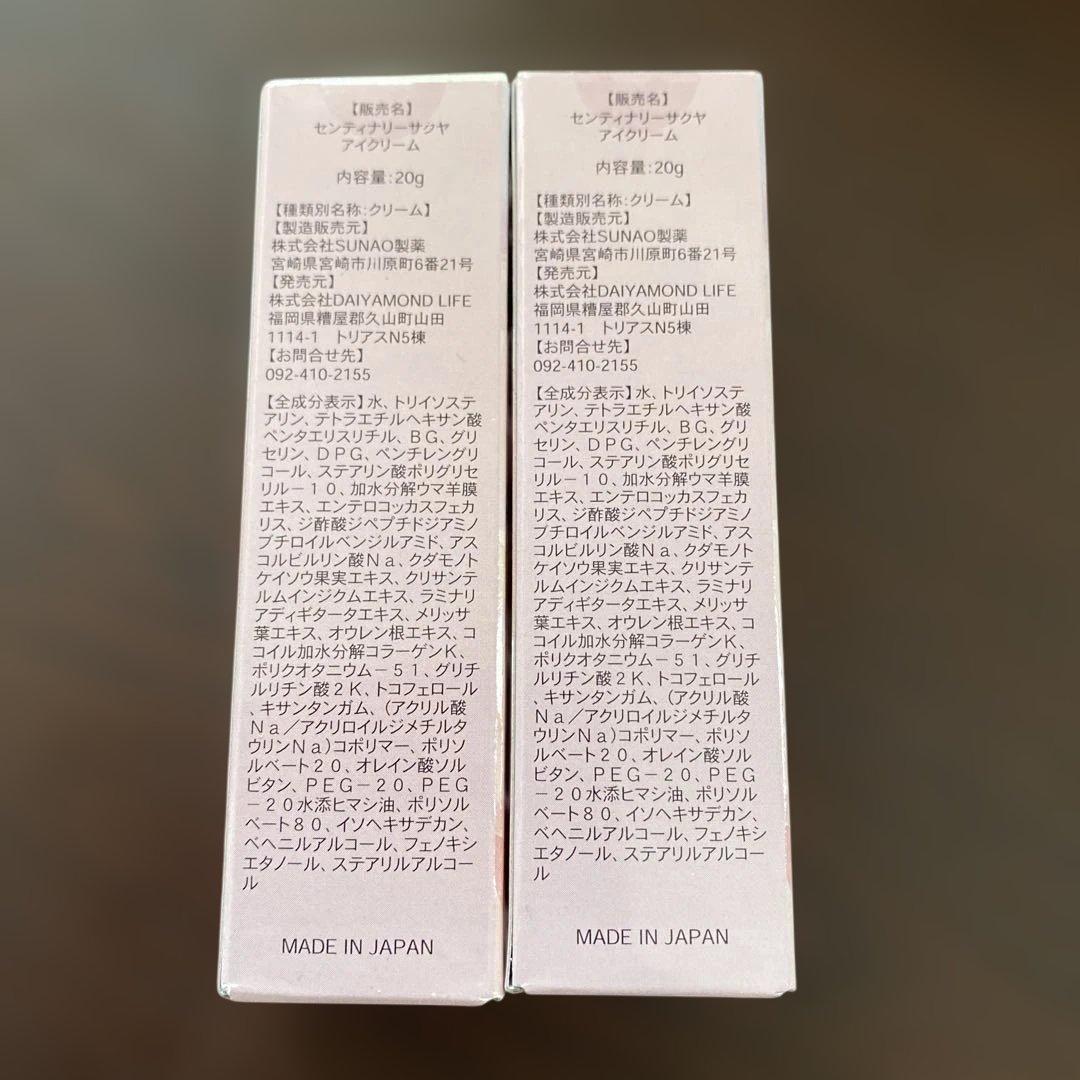 【販売名】
センティナリーサクヤ
アイクリーム
内容量:20g
【種類別名称:クリーム】
【製造販売元】
株式会社SUNAO製薬
宮崎県宮崎市川原町6番21号
【発売元】
株式会社DAIYAMOND LIFE
福岡県糟屋郡久山町山田
1114-1　トリアスN5棟
【お問合せ先】
092-410-2155
【全成分表示】水、トリイソステ
アリン、テトラエチルヘキサン酸
ペンタエリスリチル、ＢＧ、グリ
セリン、ＤＰＧ、ペンチレングリ
コール、ステアリン酸ポリグリセ
リル－１０、加水分解ウマ羊膜
エキス、エンテロコッカスフェカ
リス、ジ酢酸ジペプチドジアミノ
ブチロイルベンジルアミド、アス
コルビルリン酸Ｎａ、クダモノト
ケイソウ果実エキス、クリサンテ
ルムインジクムエキス、ラミナリ
アディギタータエキス、メリッサ
葉エキス、オウレン根エキス、コ
コイル加水分解コラーゲンＫ、
ポリクオタニウム－５１、グリチ
ルリチン酸２Ｋ、トコフェロール
、キサンタンガム、（アクリル酸
Ｎａ／アクリロイルジメチルタ
ウリンＮａ）コポリマー、ポリソ
ルベート２０、オレイン酸ソル
ビタン、ＰＥＧ－２０、ＰＥＧ
－２０水添ヒマシ油、ポリソル
ベート８０、イソヘキサデカン、
ベヘニルアルコール、フェノキシ
エタノール、ステアリルアルコー
ル
MADE IN JAPAN
【販売名】
センティナリーサクヤ
アイクリーム
内容量:20g
【種類別名称:クリーム】
【製造販売元】
株式会社SUNAO製薬
宮崎県宮崎市川原町6番21号
【発売元】
株式会社DAIYAMOND LIFE
福岡県糟屋郡久山町山田
1114-1　トリアスN5棟
【お問合せ先】
092-410-2155
【全成分表示】水、トリイソステ
アリン、テトラエチルヘキサン酸
ペンタエリスリチル、ＢＧ、グリ
セリン、ＤＰＧ、ペンチレングリ
コール、ステアリン酸ポリグリセ
リル－１０、加水分解ウマ羊膜
エキス、エンテロコッカスフェカ
リス、ジ酢酸ジペプチドジアミノ
ブチロイルベンジルアミド、アス
コルビルリン酸Ｎａ、クダモノト
ケイソウ果実エキス、クリサンテ
ルムインジクムエキス、ラミナリ
アディギタータエキス、メリッサ
葉エキス、オウレン根エキス、コ
コイル加水分解コラーゲンＫ、
ポリクオタニウム－５１、グリチ
ルリチン酸２Ｋ、トコフェロール
、キサンタンガム、（アクリル酸
Ｎａ／アクリロイルジメチルタ
ウリンＮａ）コポリマー、ポリソ
ルベート２０、オレイン酸ソル
ビタン、ＰＥＧ－２０、ＰＥＧ
－２０水添ヒマシ油、ポリソル
ベート８０、イソヘキサデカン、
ベヘニルアルコール、フェノキシ
エタノール、ステアリルアルコー
ル
MADE IN JAPAN